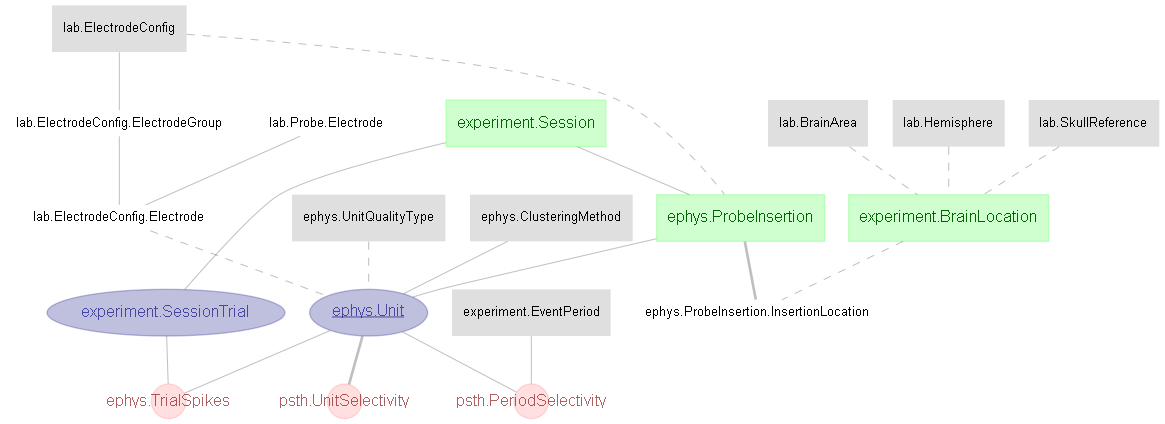 lab.ElectrodeConfig
lab.ElectrodeConfig.ElectrodeGroup
lab.Probe.Electrode
experiment.Session
lab.BrainArea
lab.Hemisphere
lab.SkullReference
lab.ElectrodeConfig.Electrode
ephys.UnitQualityType
ephys.ClusteringMethod
ephys.ProbeInsertion
experiment.BrainLocation
experiment.SessionTrial
ephys.Unit
experiment.EventPeriod
ephys.ProbeInsertion.InsertionLocation
ephys.TrialSpikes
psth.UnitSelectivity
psth.PeriodSelectivity